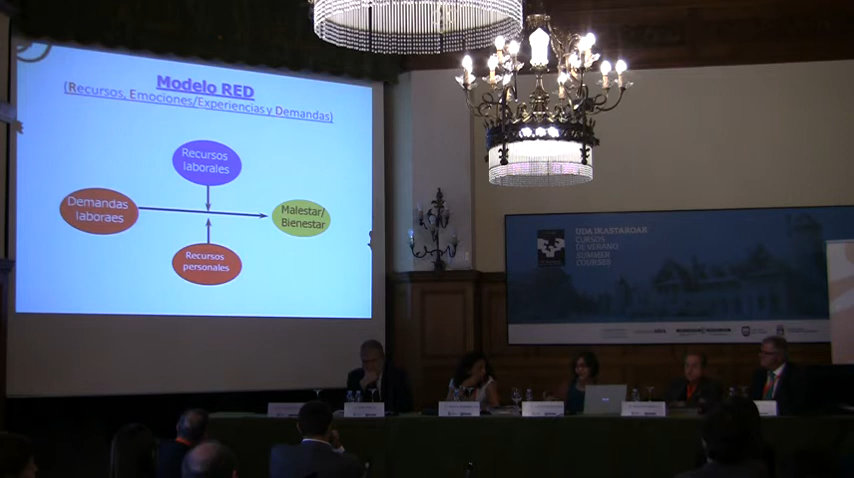 Modelo RED
(Recursos, Emociones/Experiencias y Demandas)
Recursos
laborales
Demandas
laboraes
Malestar/
Bienestar
Recursos
personales
UDA IKASTAROAK
CURSOS
DE VERANO
SUMMER
COURSES